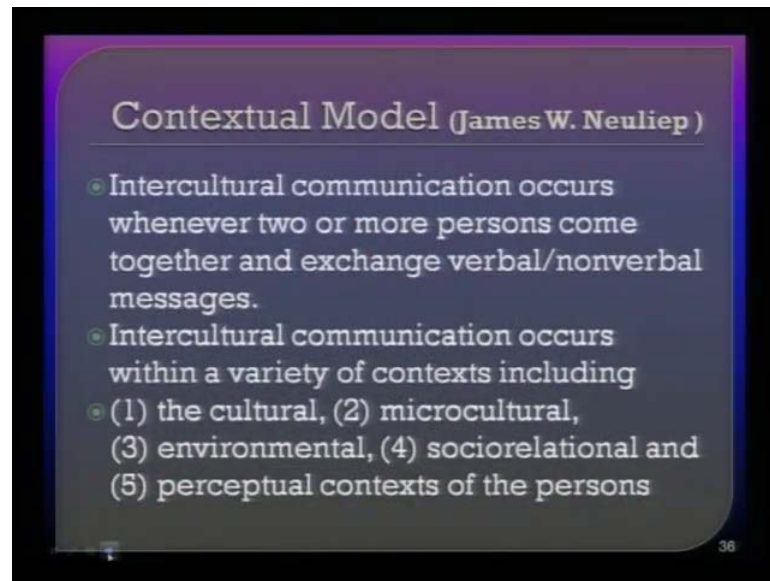 Contextual Model (James W. Neuliep )
Intercultural communication occurs
whenever two or more persons come
together and exchange verbal/nonverbal
messages.
Intercultural communication occurs
within a variety of contexts including
(1) the cultural, (2) microcultural,
(3) environmental, (4) sociorelational and
(5) perceptual contexts of the persons
36